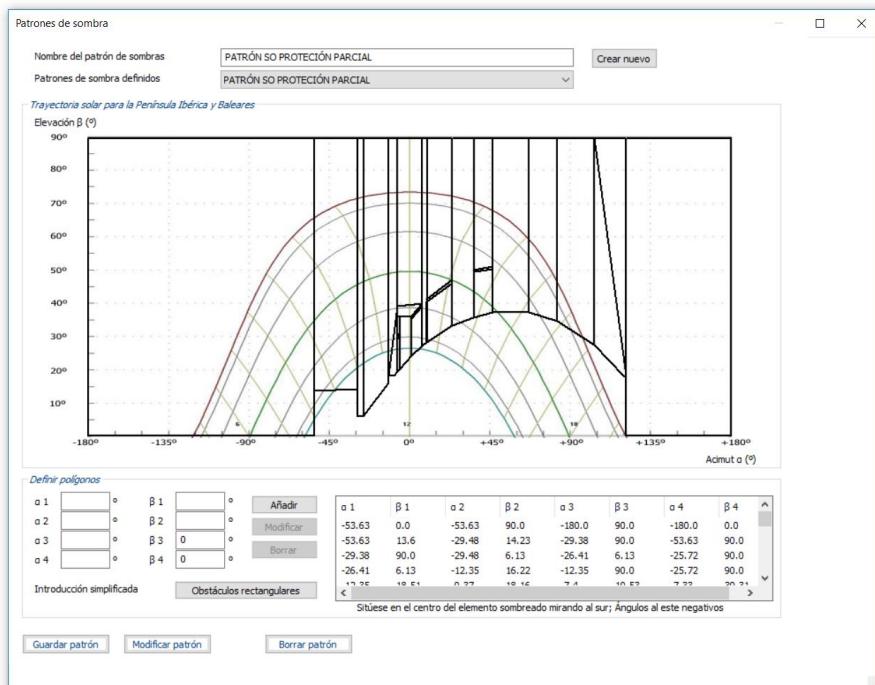 Patrones de sombra
Nombre del patrón de sombras
PATRÓN SO PROTECIÓN PARCIAL
Crear nuevo
Patrones de sombra definidos
PATRÓN SO PROTECIÓN PARCIAL
Trayectoria solar para la Península Ibérica y Baleares
Elevación β (º)
90º
80º
70º
60º
50º
40º
30º
20º
10º
6
12
18
-180º -135º -90º -45º 0º +45º +90º +135º +180º
Acimut α (º)
Definir polígonos
α 1 º β 1 º Añadir
α 2 º β 2 º Modificar
α 3 º β 3 0 º Borrar
α 4 º β 4 0 º
Introducción simplificada
Obstáculos rectangulares
α 1 β 1 α 2 β 2 α 3 β 3 α 4 β 4
-53.63 0.0 -53.63 90.0 -180.0 90.0 -180.0 0.0
-53.63 13.6 -29.48 14.23 -29.38 90.0 -53.63 90.0
-29.38 90.0 -29.48 6.13 -26.41 6.13 -25.72 90.0
-26.41 6.13 -12.35 16.22 -12.35 90.0 -25.72 90.0
Sitúese en el centro del elemento sombreado mirando al sur; Ángulos al este negativos
Guardar patrón
Modificar patrón
Borrar patrón